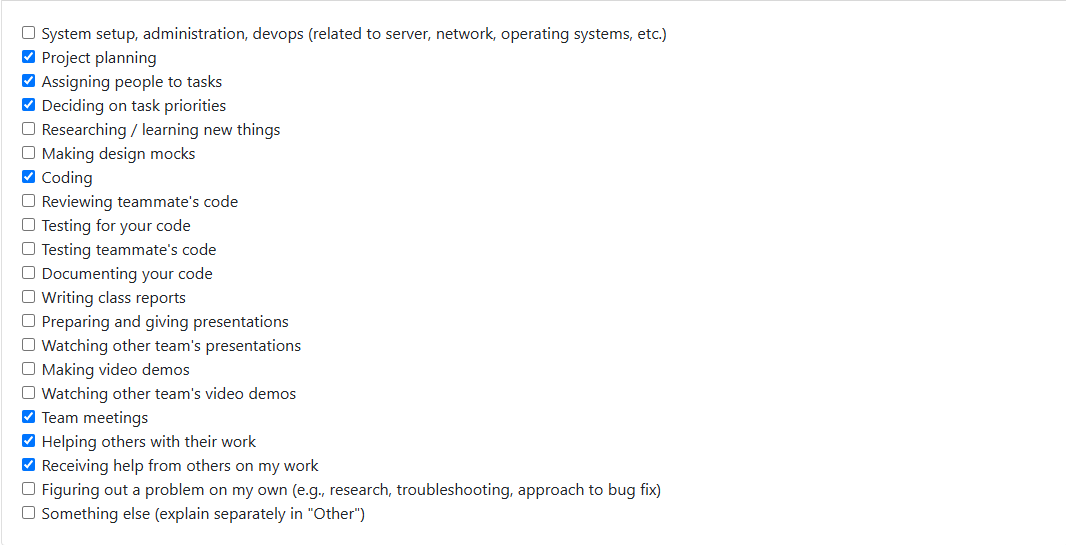 System setup, administration, devops (related to server, network, operating systems, etc.)
Project planning
Assigning people to tasks
Deciding on task priorities
Researching / learning new things
Making design mocks
Coding
Reviewing teammate's code
Testing for your code
Testing teammate's code
Documenting your code
Writing class reports
Preparing and giving presentations
Watching other team's presentations
Making video demos
Watching other team's video demos
Team meetings
Helping others with their work
Receiving help from others on my work
Figuring out a problem on my own (e.g., research, troubleshooting, approach to bug fix)
Something else (explain separately in "Other")